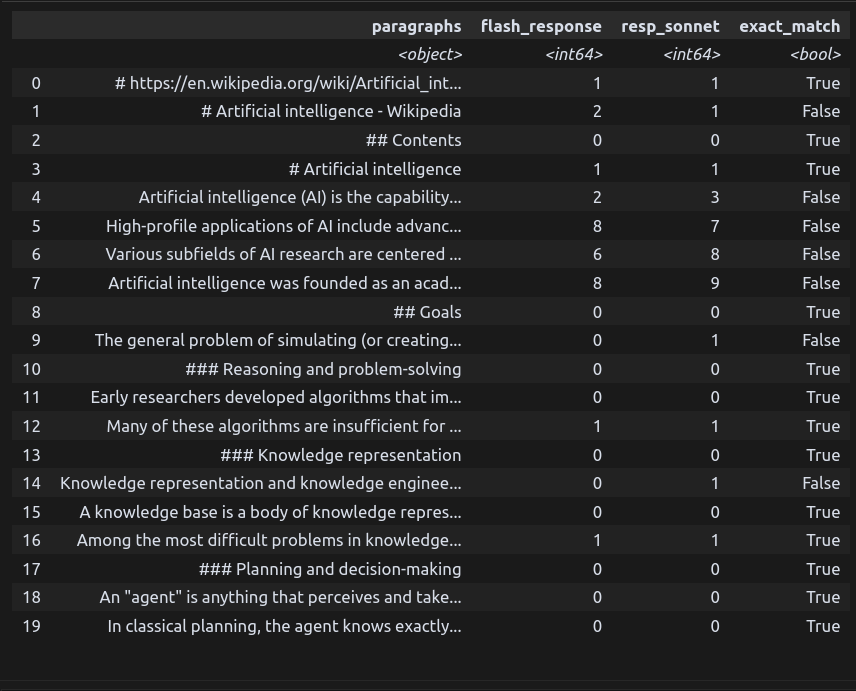 paragraphs flash_response resp_sonnet exact_match
<object> <int64> <int64> <bool>
0 # https://en.wikipedia.org/wiki/Artificial_int... 1 1 True
1 # Artificial intelligence - Wikipedia 2 1 False
2 ## Contents 0 0 True
3 # Artificial intelligence 1 1 True
4 Artificial intelligence (AI) is the capability... 2 3 False
5 High-profile applications of AI include advanc... 8 7 False
6 Various subfields of AI research are centered ... 6 8 False
7 Artificial intelligence was founded as an acad... 8 9 False
8 ## Goals 0 0 True
9 The general problem of simulating (or creating... 0 1 False
10 ### Reasoning and problem-solving 0 0 True
11 Early researchers developed algorithms that im... 0 0 True
12 Many of these algorithms are insufficient for ... 1 1 True
13 ### Knowledge representation 0 0 True
14 Knowledge representation and knowledge enginee... 0 1 False
15 A knowledge base is a body of knowledge repres... 0 0 True
16 Among the most difficult problems in knowledge... 1 1 True
17 ### Planning and decision-making 0 0 True
18 An "agent" is anything that perceives and take... 0 0 True
19 In classical planning, the agent knows exactly... 0 0 True